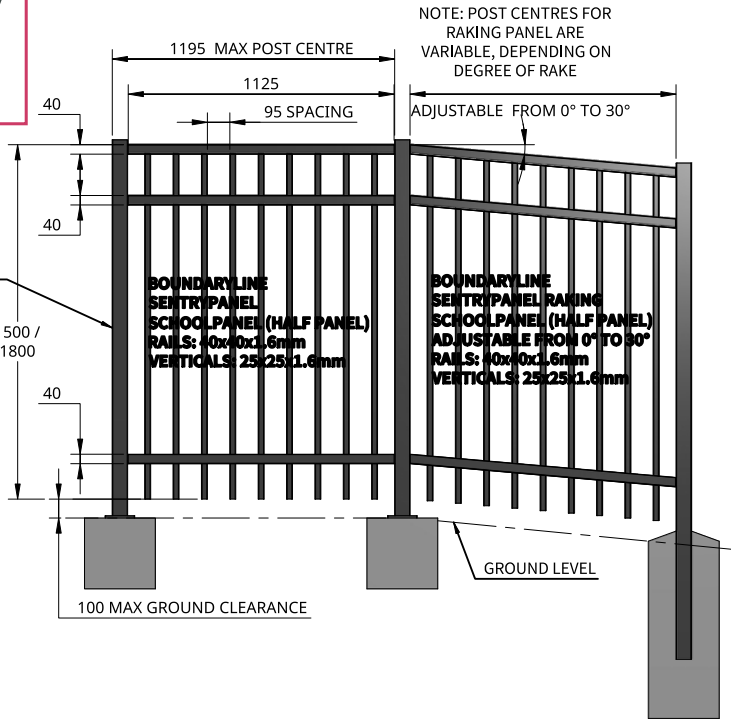 NOTE: POST CENTRES FOR
RAKING PANEL ARE
VARIABLE, DEPENDING ON
DEGREE OF RAKE
1195 MAX POST CENTRE
1125
40
95 SPACING
ADJUSTABLE FROM 0° TO 30°
40
BOUNDARYLINE
SENTRYPANEL
SCHOOLPANEL (HALF PANEL)
RAILS: 40x40x1.6mm
VERTICALS: 25x25x1.6mm
BOUNDARYLINE
SENTRYPANEL RAKING
SCHOOLPANEL (HALF PANEL)
ADJUSTABLE FROM 0° TO 30°
RAILS: 40x40x1.6mm
VERTICALS: 25x25x1.6mm
500 /
1800
40
GROUND LEVEL
100 MAX GROUND CLEARANCE